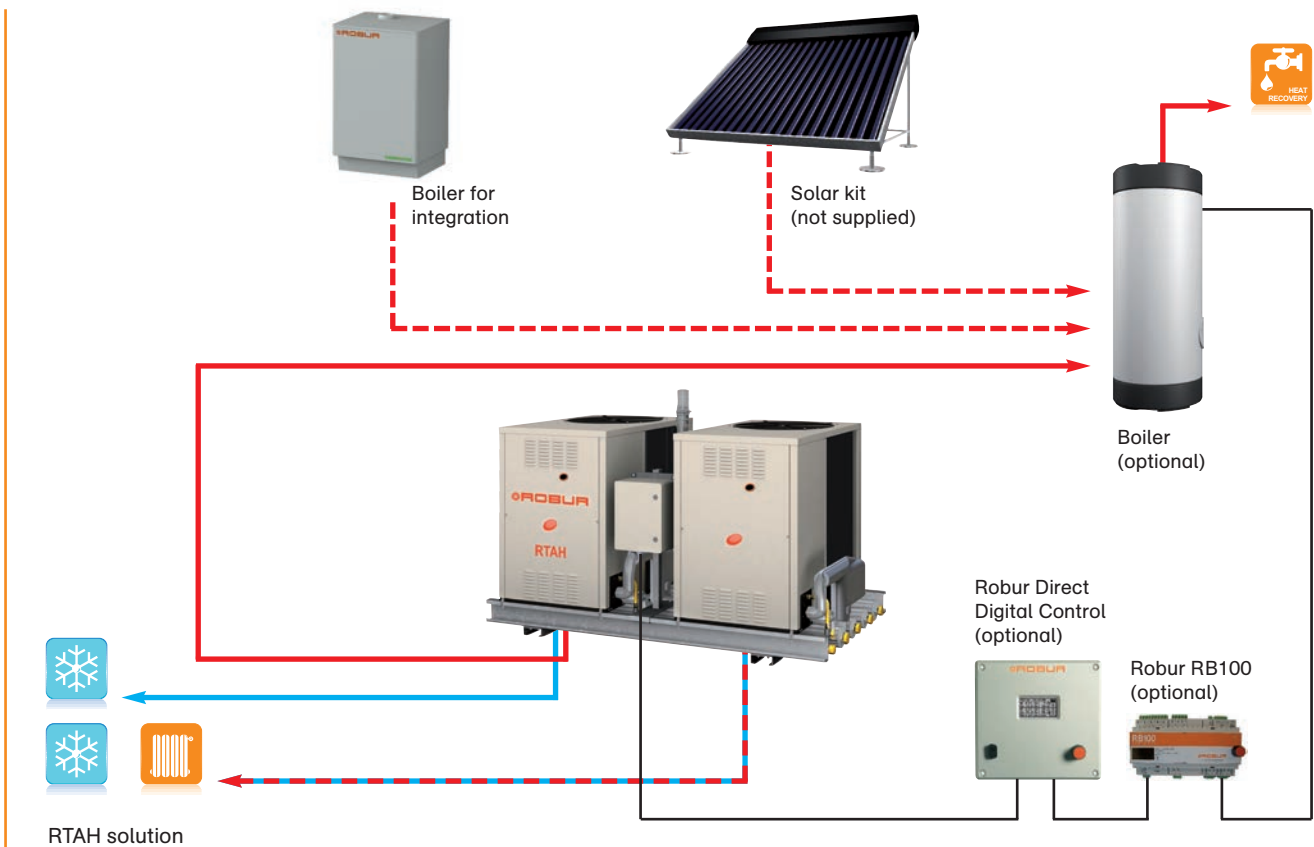 ROBUR
Boiler for
integration
Solar kit
(not supplied)
HEAT
RECOVERY
Boiler
(optional)
ROBUR
RTAH
Robur Direct
Digital Control
(optional)
ROBUR
Robur RB100
(optional)
RB100
ROBUR
RTAH solution